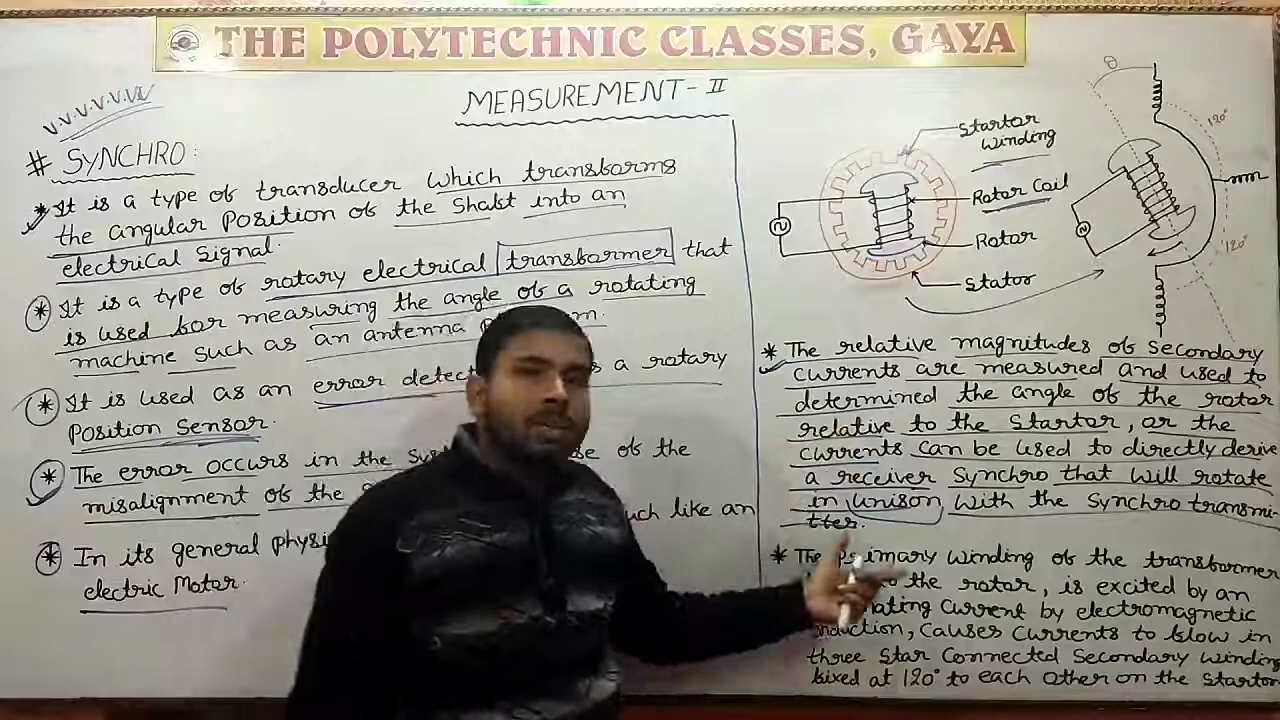 THE POLYTECHNIC CLASSES, GAYA
MEASUREMENT-II
V.V.V.V.VI
# SYNCHRO:
* It is a type of transducer which transforms
the angular Position of the Shaft into an
electrical Signal.
* It is a type of rotary electrical transformer that
is used for measuring the angle of a rotating
machine such as an antenna
* It is used as an error a rotary
Position Sensor.
* The error occurs in the of the
misalignment of the
* In its general like an
electric Motor.
Startor
Winding
Rotor Coil
Rotor
Stator
θ
120°
120°
* The relative magnitudes of Secondary
currents are measured and used to
determined the angle of the rotor
relative to the Startor, or the
currents can be used to directly derive
a receiver Synchro that will rotate
in unison with the Synchro transmi-
tter.
* The Primary winding of the transformer
the rotor, is excited by an
Current by electromagnetic
Causes Currents to flow in
three Star Connected Secondary winding
fixed at 120° to each other on the Startor